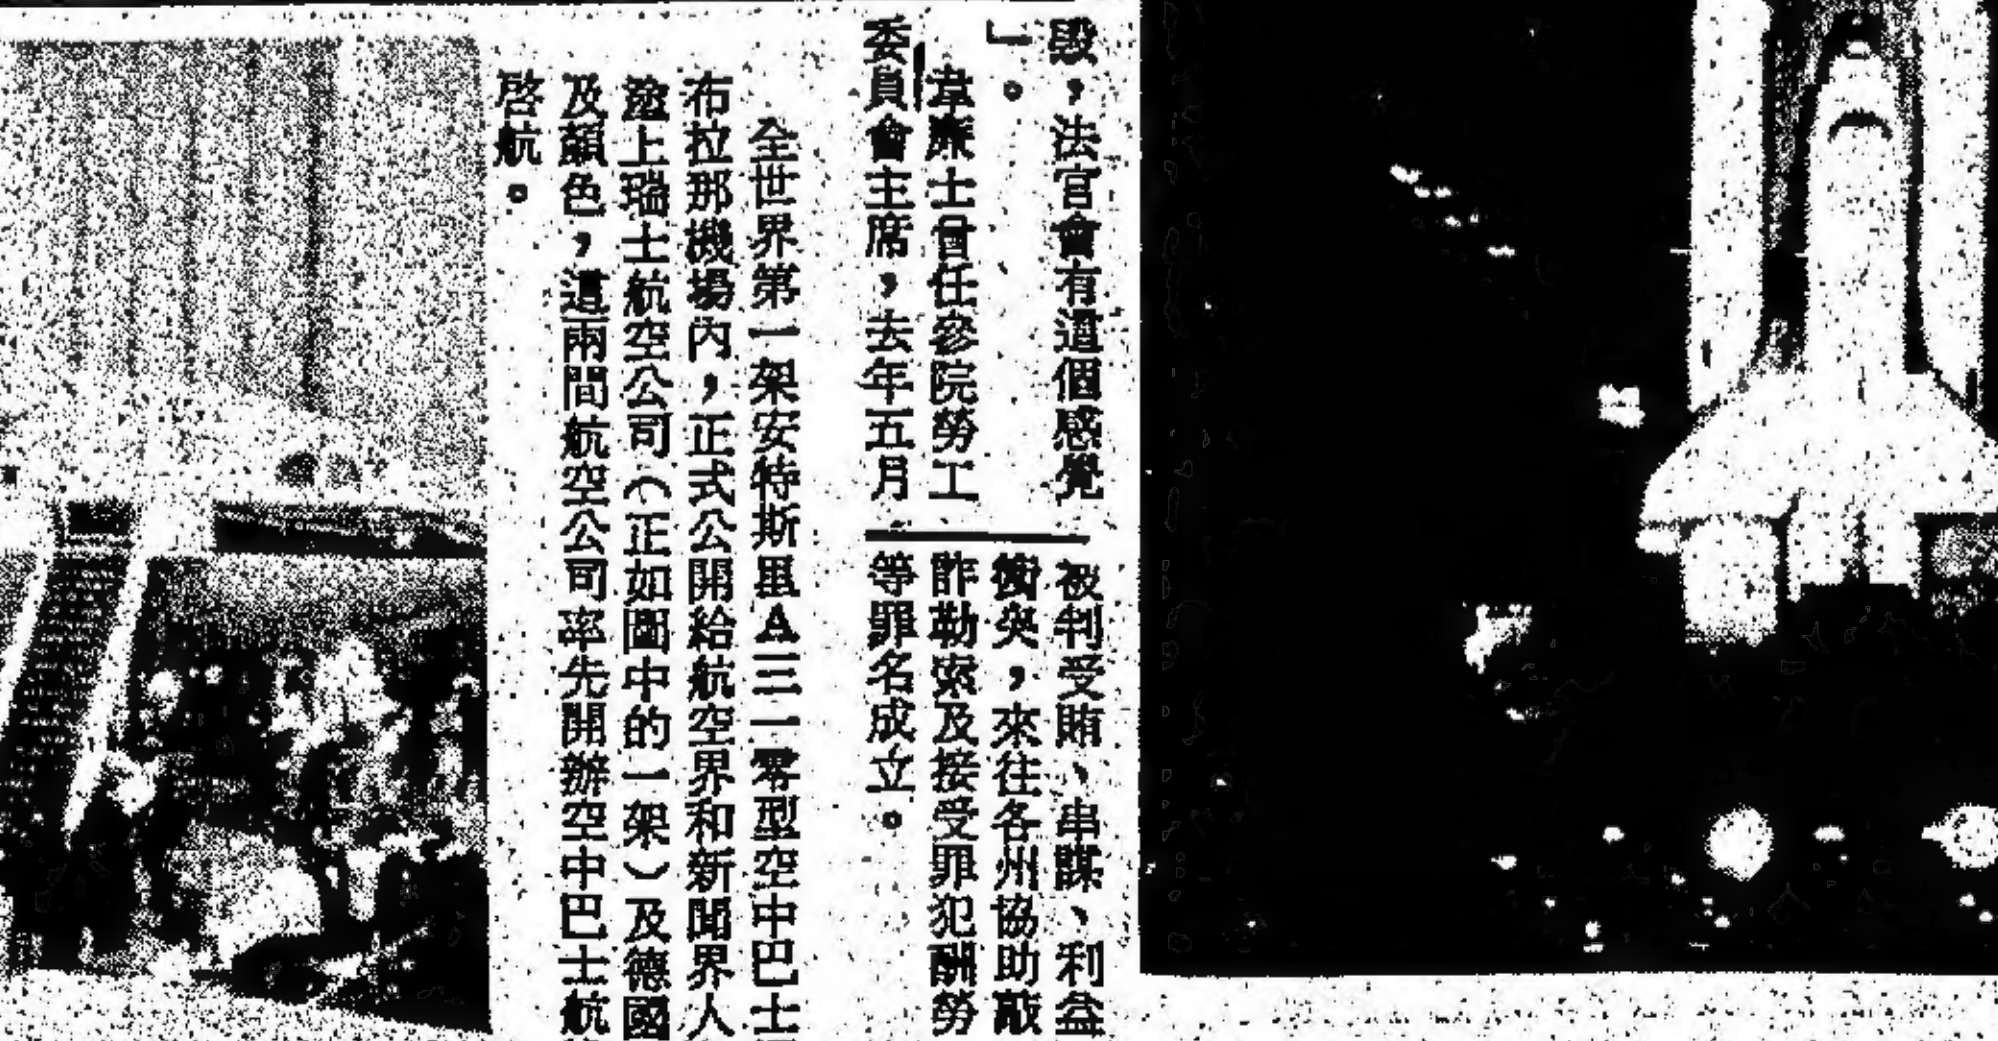 毀，法官會有這個感覺
」。
韋廉士曾任參院勞工
委員會主席，去年五月
被判受賄、串謀、利益
衝突，來往各州協助敲
詐勒索及接受罪犯酬勞
等罪名成立。
全世界第一架安特斯里A三一零型空中巴士
布拉那機場內，正式公開給航空界和新聞界人
塗上瑞士航空公司（正如圖中的一架）及德國
及顏色，這兩間航空公司率先開辦空中巴士航
啓航。